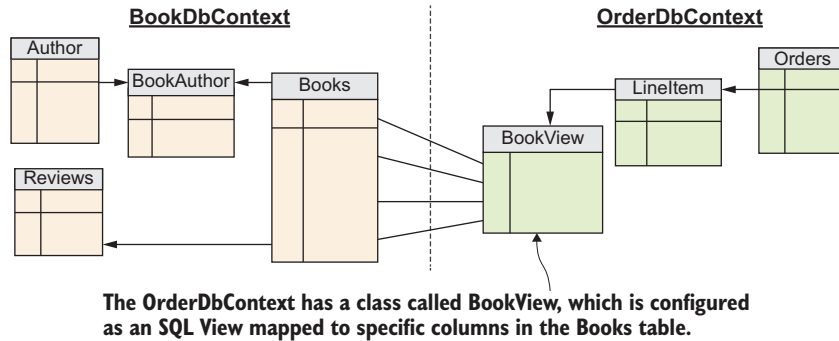 BookDbContext
OrderDbContext
Author
BookAuthor
Books
Reviews
BookView
LineItem
Orders
The OrderDbContext has a class called BookView, which is configured
as an SQL View mapped to specific columns in the Books table.